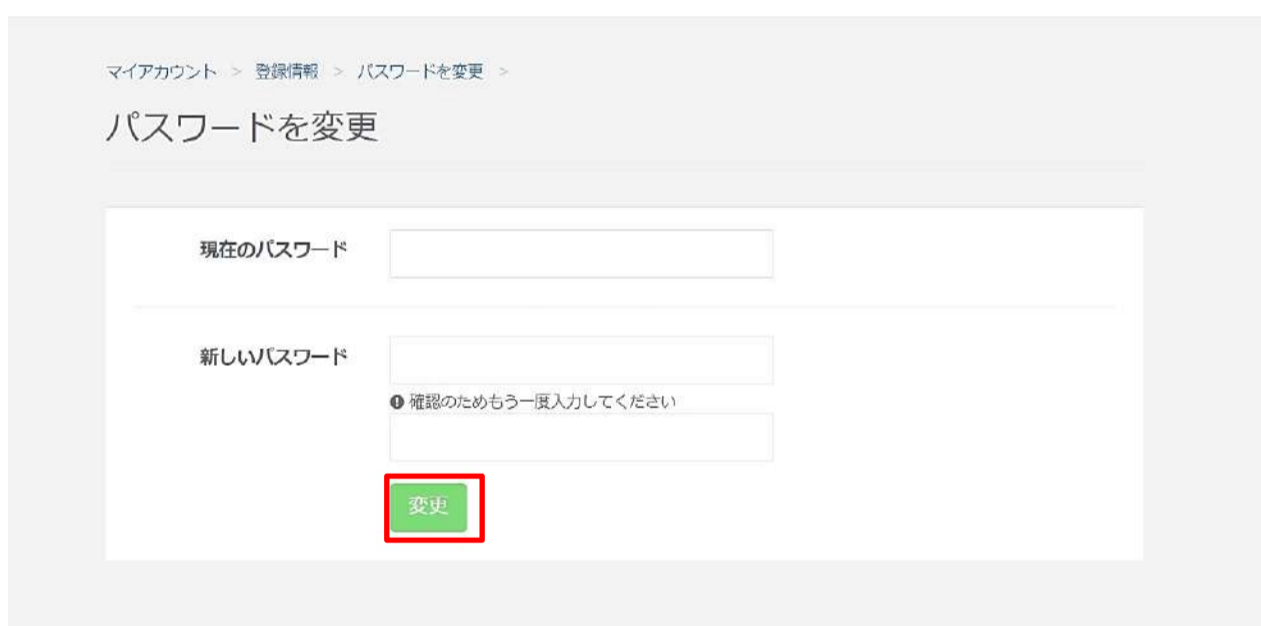 マイアカウント > 登録情報 > パスワードを変更 >
パスワードを変更
現在のパスワード
新しいパスワード
確認のためもう一度入力してください
変更